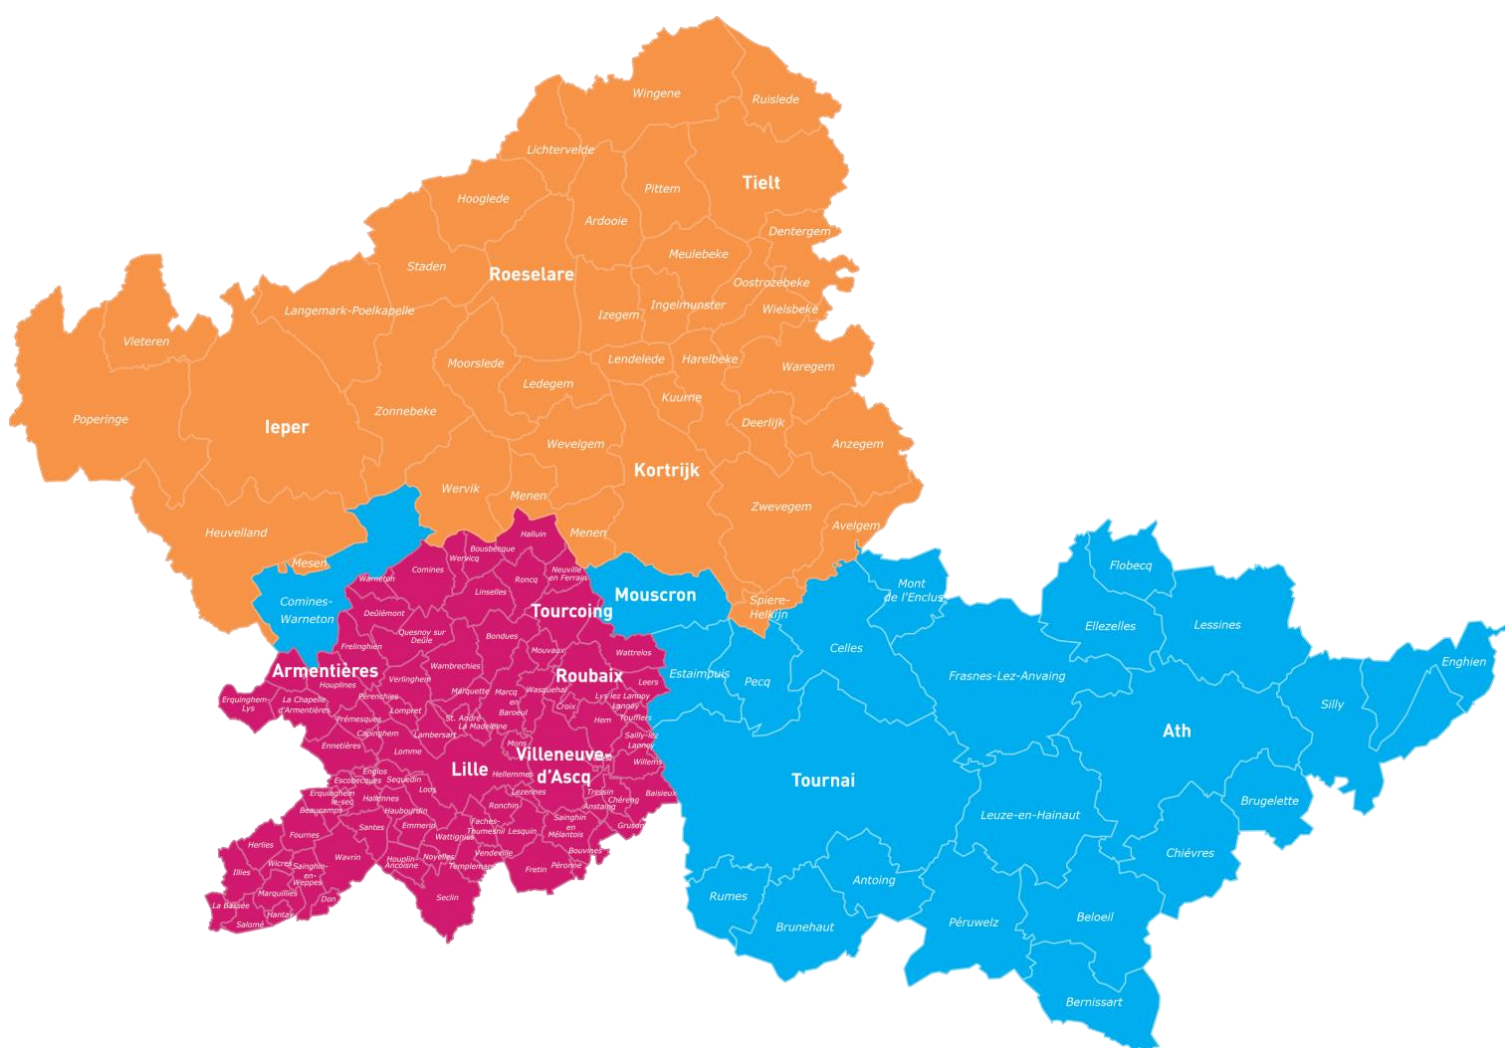 Wingene
Ruislede
Lichtervelde
Tielt
Pittem
Hooglede
Ardooie
Dentergem
Meulebeke
Staden
Roeselare
Oostrozebeke
Langemark-Poelkapelle
Izegem
Ingelmunster
Wielsbeke
Vleteren
Moorslede
Lendelede
Harelbeke
Waregem
Ledegem
Kuurne
Poperinge
Zonnebeke
Ieper
Deerlijk
Wevelgem
Anzegem
Kortrijk
Wervik
Menen
Zwevegem
Heuvelland
Menen
Avelgem
Mesen
Comines-
Warneton
Mouscron
Spiere-
Helkijn
Mont
de l'Enclus
Flobecq
Ellezelles
Lessines
Celles
Estaimpuis
Pecq
Frasnes-Lez-Anvaing
Enghien
Silly
Ath
Tournai
Leuze-en-Hainaut
Brugelette
Chièvres
Antoing
Rumes
Brunehaut
Péruwelz
Beloeil
Bernissart
Halluin
Bousbecque
Wervicq
Comines
Warneton
Roncq
Neuville
en Ferrain
Linselles
Deûlémont
Tourcoing
Quesnoy sur
Deûle
Bondues
Frelinghien
Mouvaux
Wattrelos
Armentières
Wambrechies
Roubaix
Houplines
Verlinghem
Leers
Erquinghem-
Lys
La Chapelle
d'Armentières
Pérenchies
Marquette
Marcq
en
Baroeul
Wasquehal
Croix
Lys lez Lannoy
Lannoy
Lompret
Prémesques
St. André
La Madeleine
Hem
Toufflers
Capinghem
Lambersart
Sailly-lez
Lannoy
Ennetières
Lomme
Mons
Villeneuve-
d'Ascq
Willems
Lille
Hellemmes
Englos
Escobecques
Sequedin
Loos
Lezennes
Tressin
Chéreng
Baisieux
Anstaing
Erquinghem
le-sec
Hallennes
Beaucamps
Haubourdin
Ronchin
Gruson
Fournes
Santes
Emmerin
Wattignies
Faches-
Thumesnil
Lesquin
Sainghin
en
Mélantois
Herlies
Wavrin
Houplin-
Ancoisne
Noyelles
Vendeville
Templemars
Bouvines
Péronne
Fretin
Wicres
Sainghin-
en-
Weppes
Illies
Marquillies
Don
Seclin
La Bassée
Hantay
Salomé